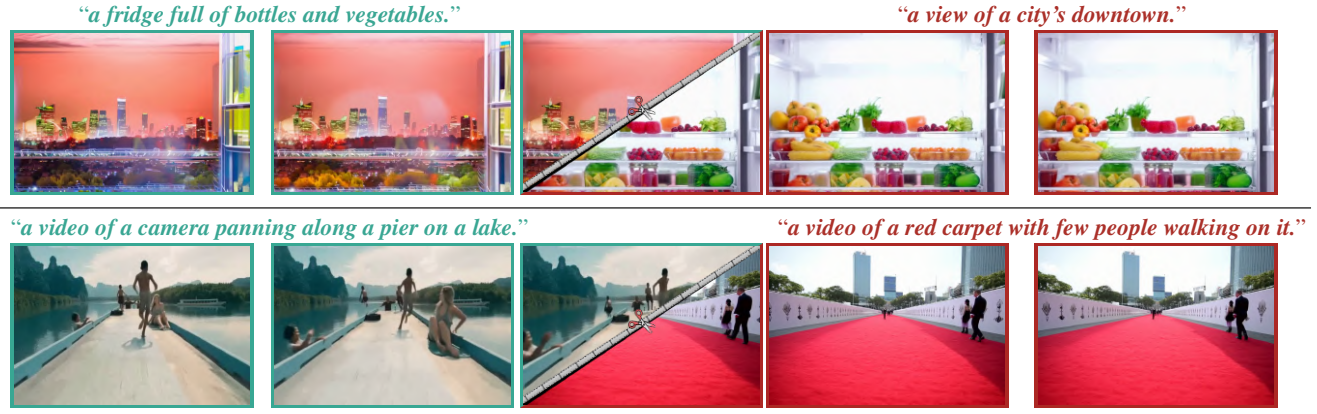 “a fridge full of bottles and vegetables.”
“a view of a city’s downtown.”
“a video of a camera panning along a pier on a lake.”
“a video of a red carpet with few people walking on it.”